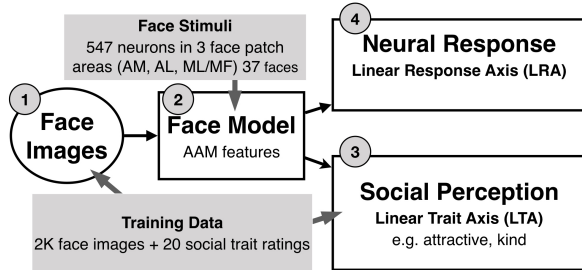 Face Stimuli
547 neurons in 3 face patch
areas (AM, AL, ML/MF) 37 faces
4
Neural Response
Linear Response Axis (LRA)
1
Face
Images
2
Face Model
AAM features
3
Social Perception
Linear Trait Axis (LTA)
e.g. attractive, kind
Training Data
2K face images + 20 social trait ratings